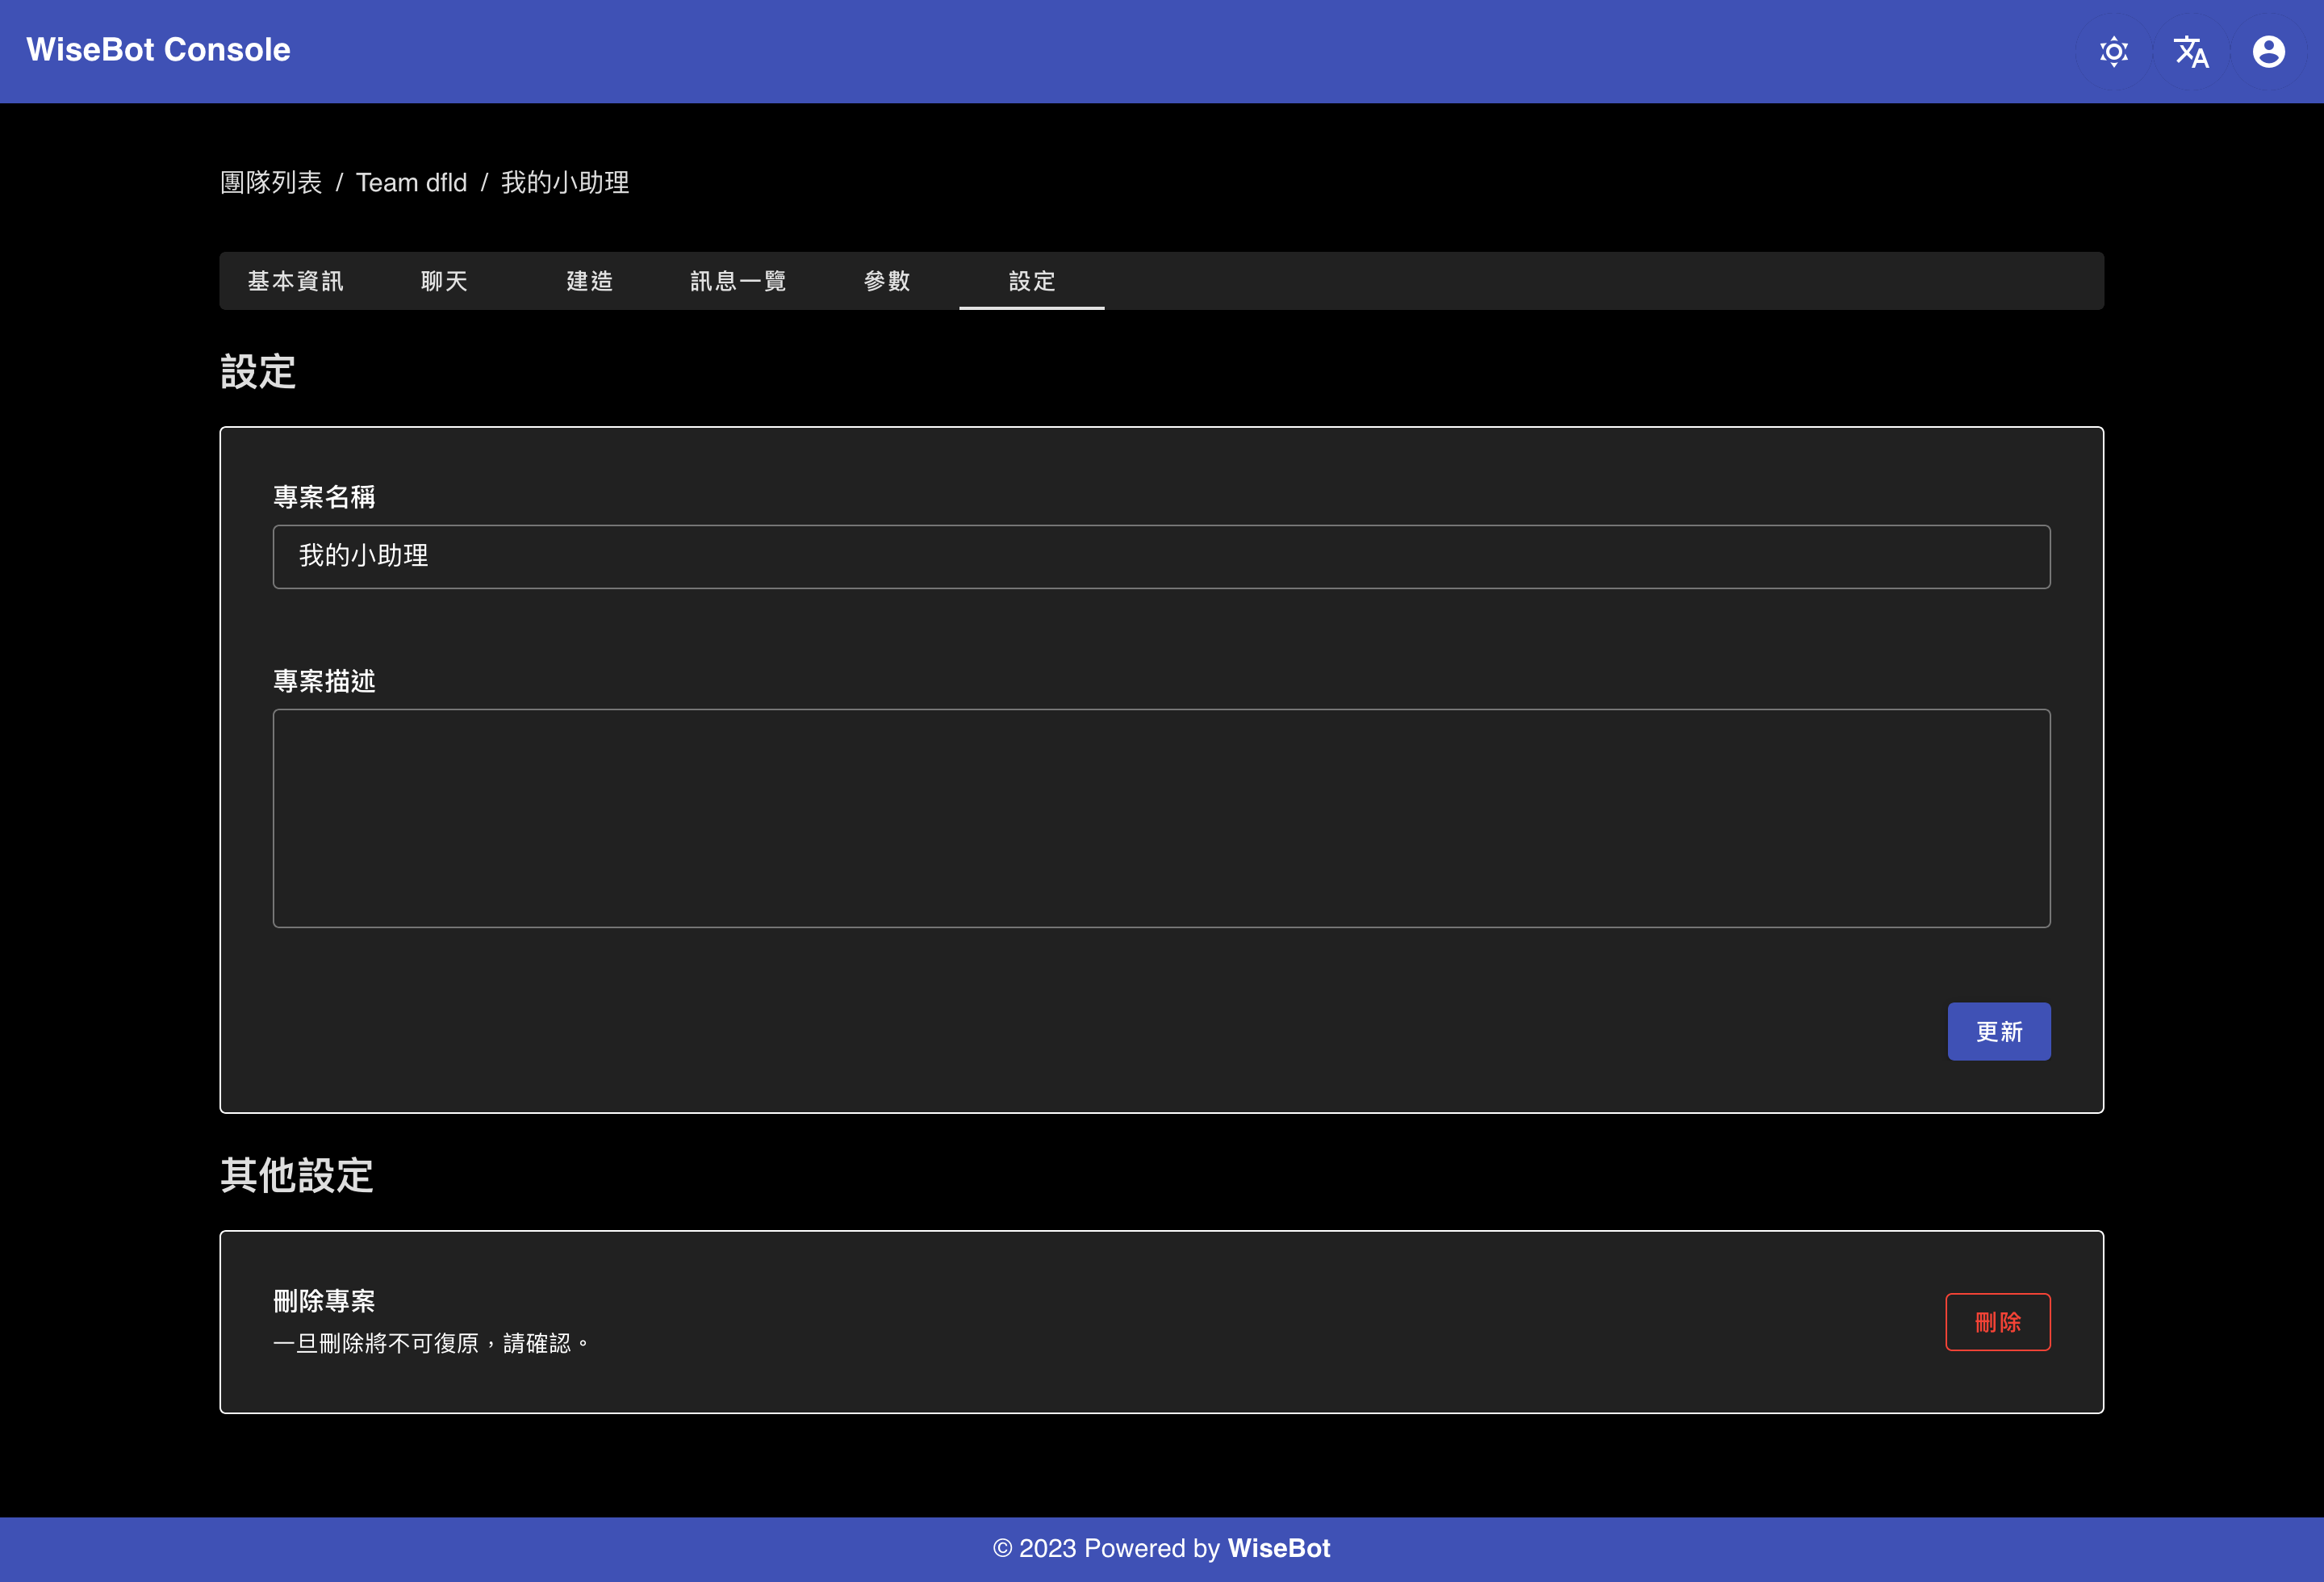 WiseBot Console
團隊列表 / Team dfld / 我的小助理
基本資訊 聊天 建造 訊息一覽 參數 設定
設定
專案名稱
我的小助理
專案描述
更新
其他設定
刪除專案
一旦刪除將不可復原，請確認。
刪除
© 2023 Powered by WiseBot